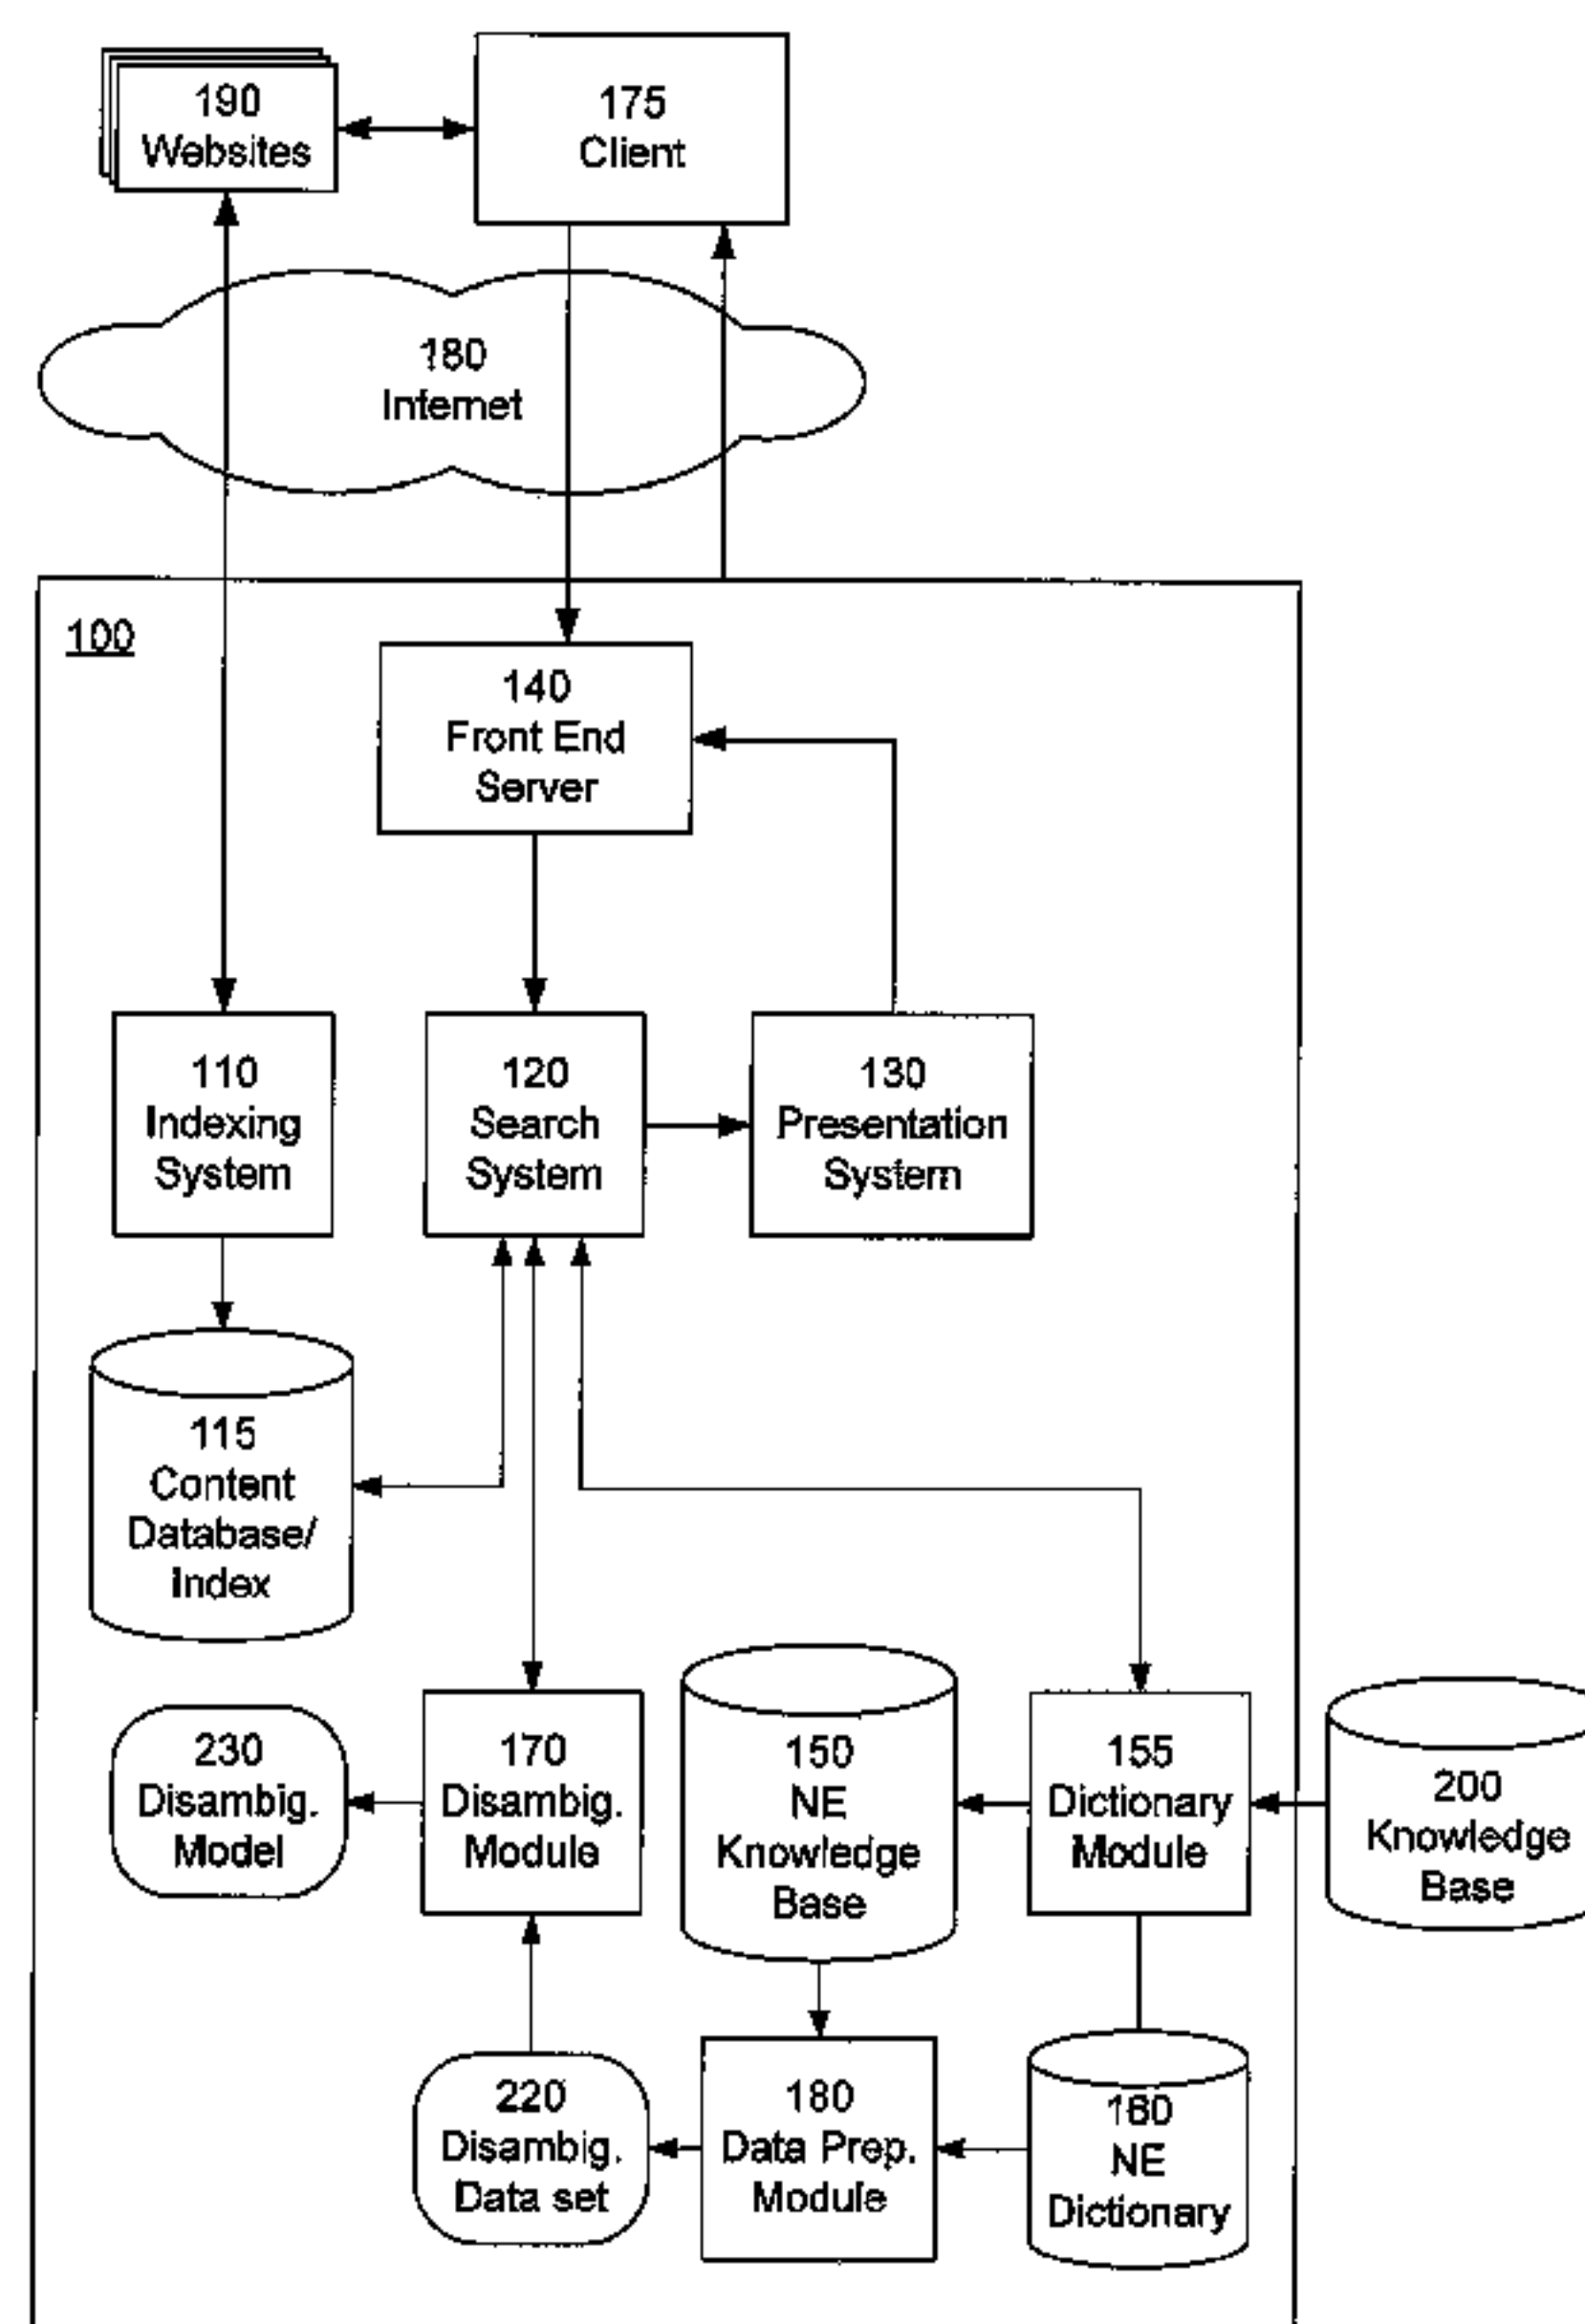 190
Websites
175
Client
180
Internet
100
140
Front End
Server
110
Indexing
System
120
Search
System
130
Presentation
System
115
Content
Database/
Index
230
Disambig.
Model
170
Disambig.
Module
150
NE
Knowledge
Base
155
Dictionary
Module
200
Knowledge
Base
220
Disambig.
Data set
180
Data Prep.
Module
160
NE
Dictionary